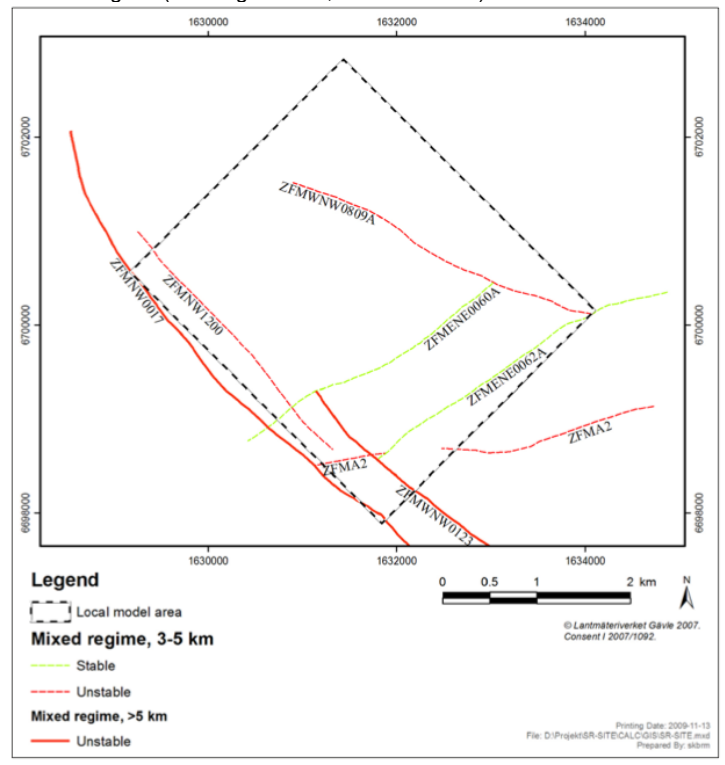 1630000 1632000 1634000
6702000 6702000
ZFMWNW0809A
ZFMNW0017
ZFMNW1200
6700000 6700000
ZFMENE0060A
ZFMENE0062A
ZFMA2
ZFMA2
ZFMWNW0123
6698000 6698000
1630000 1632000 1634000
Legend
Local model area
Mixed regime, 3-5 km
Stable
Unstable
Mixed regime, >5 km
Unstable
0 0.5 1 2 km
N
© Lantmäteriverket Gävle 2007.
Consent I 2007/1092.
Printing Date: 2009-11-13
File: D:\Projekt\SR-SITE\CALC\GIS\SR-SITE.mxd
Prepared By: skbrm